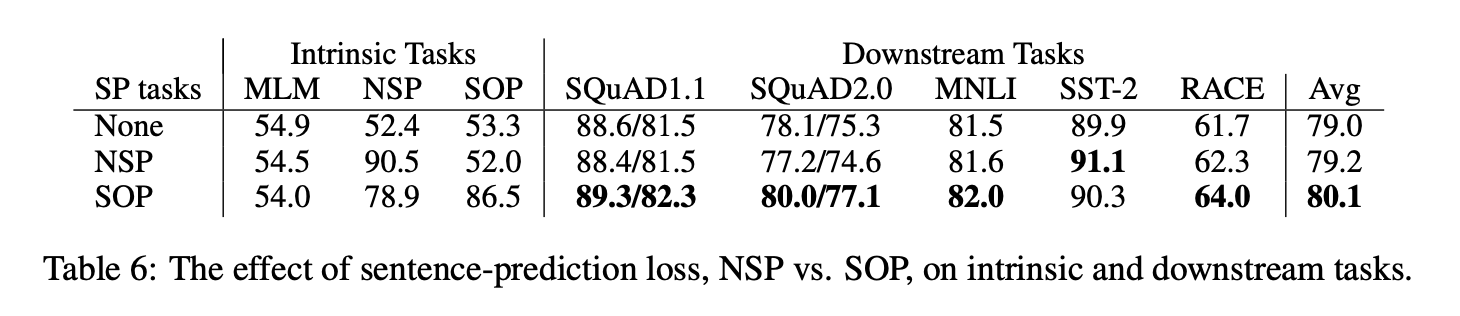 Intrinsic Tasks Downstream Tasks
SP tasks MLM NSP SOP SQuAD1.1 SQuAD2.0 MNLI SST-2 RACE Avg
None 54.9 52.4 53.3 88.6/81.5 78.1/75.3 81.5 89.9 61.7 79.0
NSP 54.5 90.5 52.0 88.4/81.5 77.2/74.6 81.6 91.1 62.3 79.2
SOP 54.0 78.9 86.5 89.3/82.3 80.0/77.1 82.0 90.3 64.0 80.1
Table 6: The effect of sentence-prediction loss, NSP vs. SOP, on intrinsic and downstream tasks.